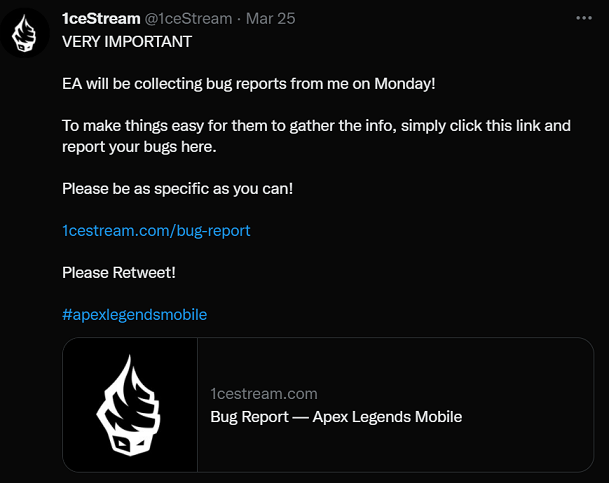 1ceStream @1ceStream · Mar 25
VERY IMPORTANT
EA will be collecting bug reports from me on Monday!
To make things easy for them to gather the info, simply click this link and
report your bugs here.
Please be as specific as you can!
1cestream.com/bug-report
Please Retweet!
#apexlegendsmobile
1cestream.com
Bug Report — Apex Legends Mobile